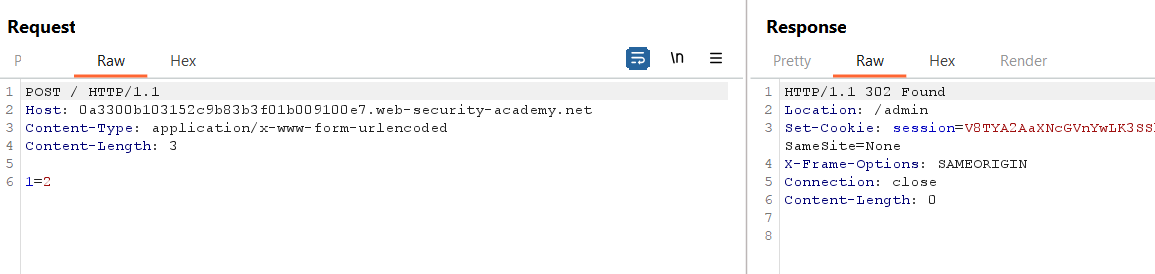 Request
P Raw Hex \n
1 POST / HTTP/1.1
2 Host: 0a3300b103152c9b83b3f01b009100e7.web-security-academy.net
3 Content-Type: application/x-www-form-urlencoded
4 Content-Length: 3
5
6 1=2
Response
Pretty Raw Hex Render
1 HTTP/1.1 302 Found
2 Location: /admin
3 Set-Cookie: session=V8TYA2AaXNcGVnYwLK3SS
SameSite=None
4 X-Frame-Options: SAMEORIGIN
5 Connection: close
6 Content-Length: 0
7
8